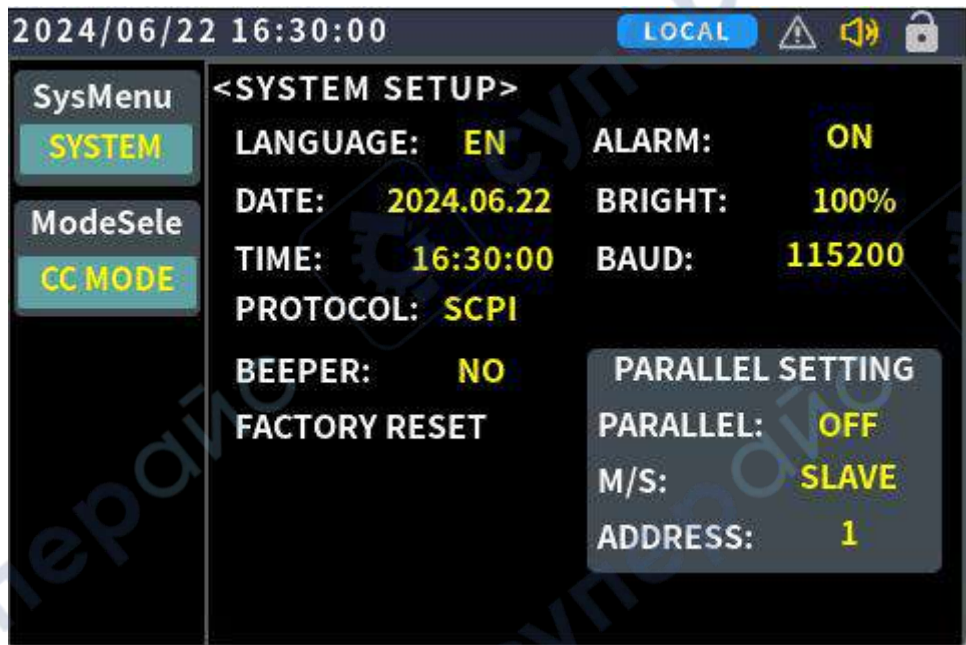 2024/06/22 16:30:00 LOCAL
SysMenu
SYSTEM
ModeSele
CC MODE
<SYSTEM SETUP>
LANGUAGE: EN
ALARM: ON
DATE: 2024.06.22
BRIGHT: 100%
TIME: 16:30:00
BAUD: 115200
PROTOCOL: SCPI
BEEPER: NO
FACTORY RESET
PARALLEL SETTING
PARALLEL: OFF
M/S: SLAVE
ADDRESS: 1